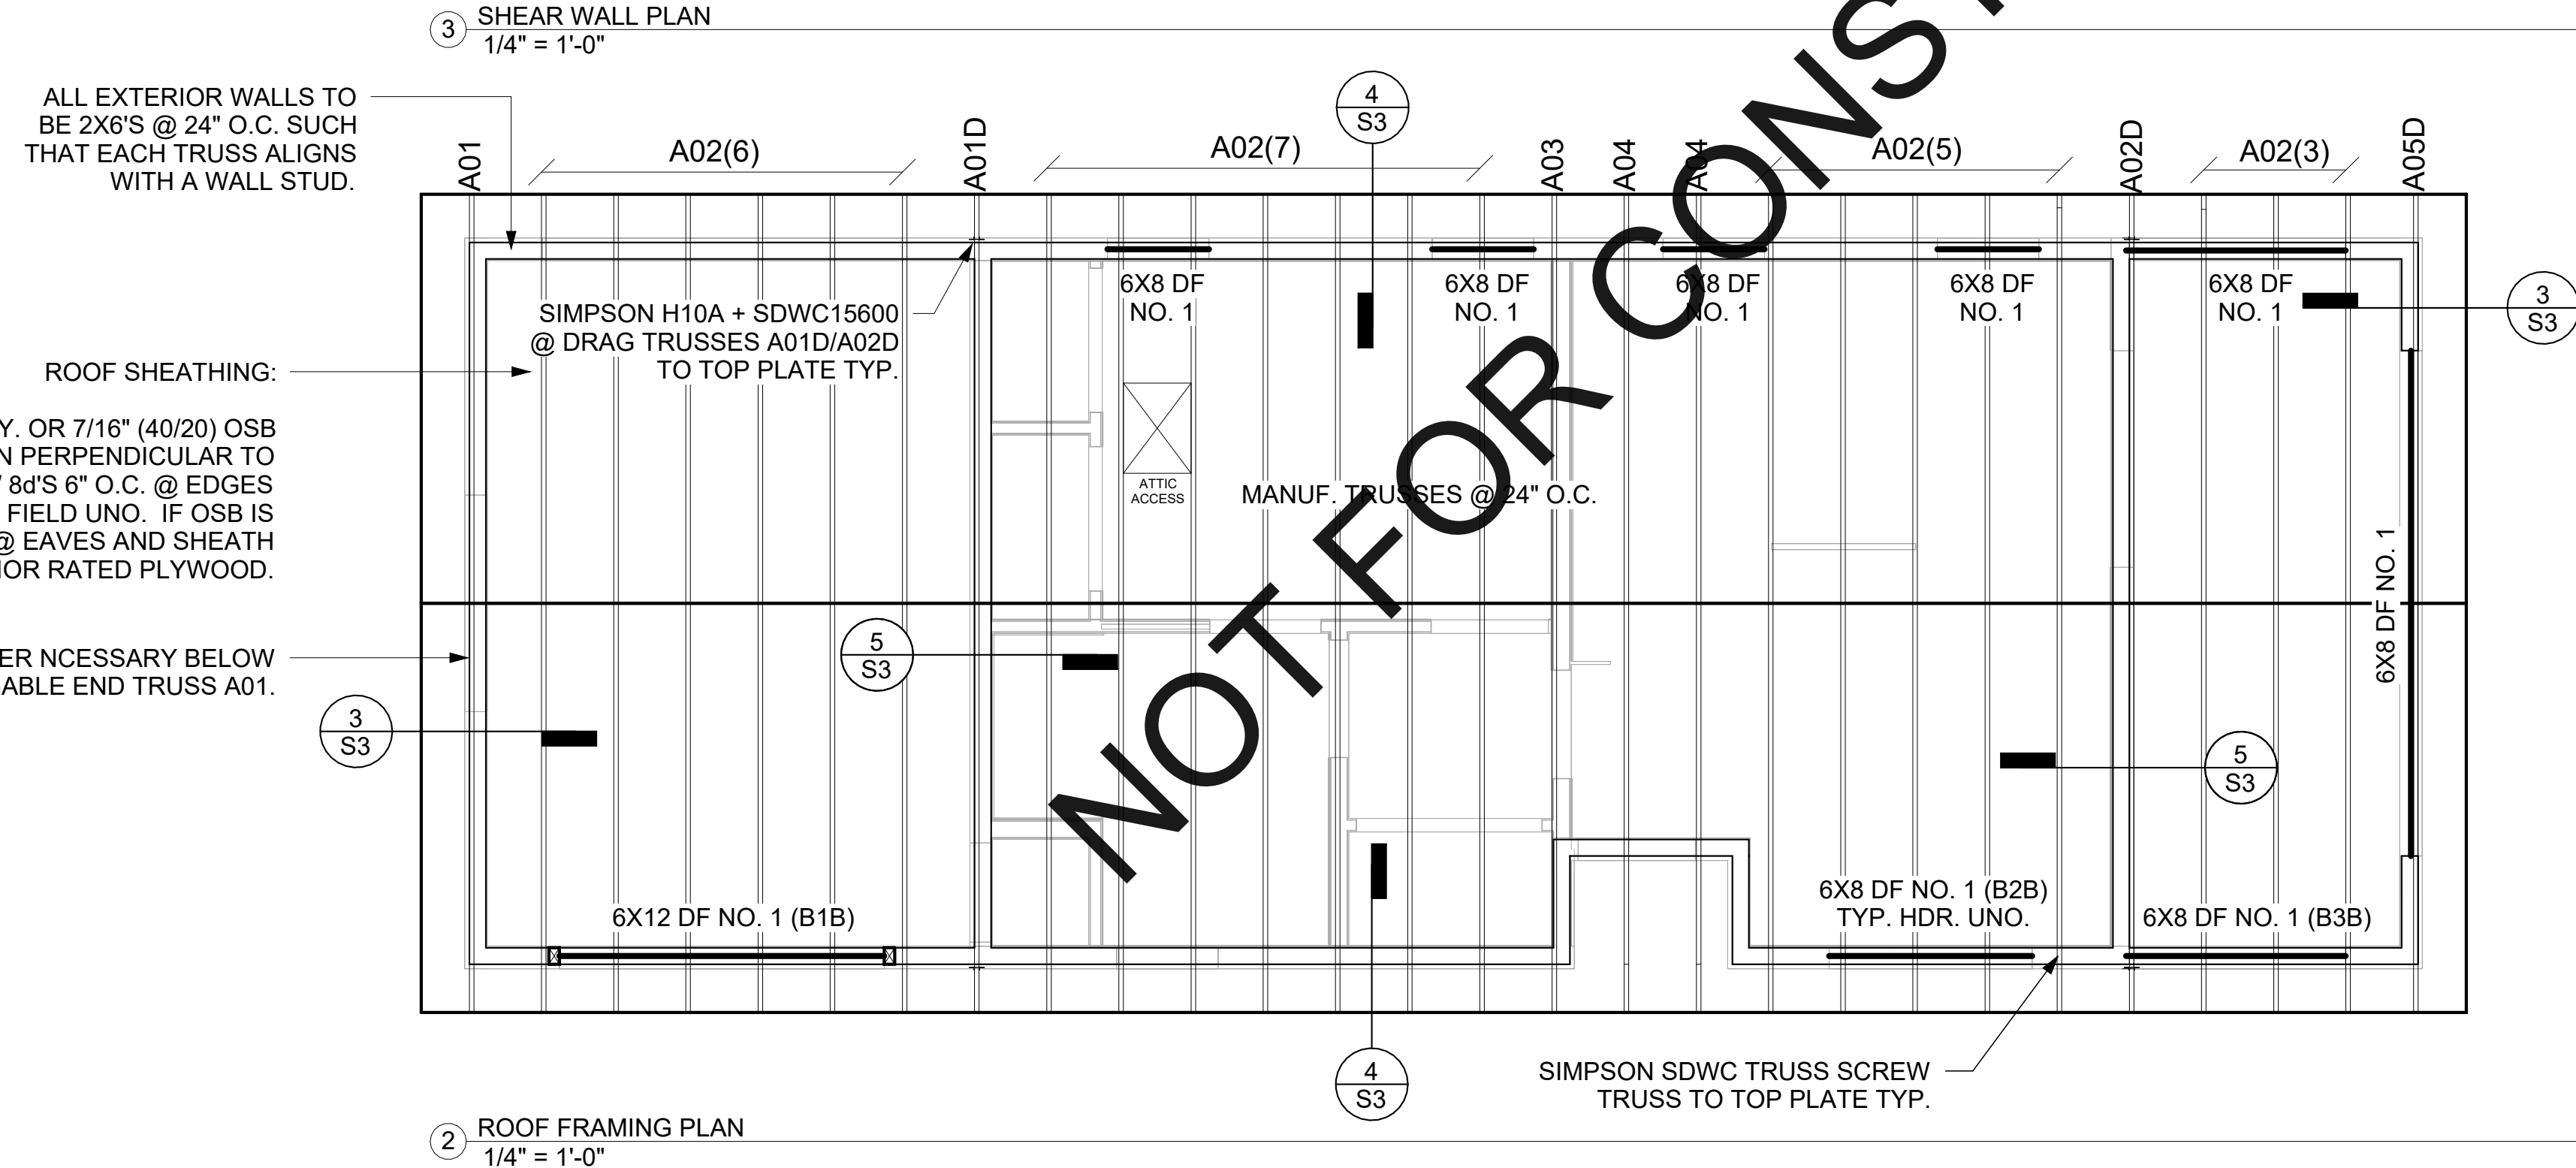 3
SHEAR WALL PLAN
1/4" = 1'-0"
ALL EXTERIOR WALLS TO
BE 2X6'S @ 24" O.C. SUCH
THAT EACH TRUSS ALIGNS
WITH A WALL STUD.
A01
A02(6)
A01D
A02(7)
4
S3
A03
A04
A04
A02(5)
A02D
A02(3)
A05D
SIMPSON H10A + SDWC15600
@ DRAG TRUSSES A01D/A02D
TO TOP PLATE TYP.
6X8 DF
NO. 1
6X8 DF
NO. 1
6X8 DF
NO. 1
6X8 DF
NO. 1
6X8 DF
NO. 1
3
S3
ROOF SHEATHING:
Y. OR 7/16" (40/20) OSB
N PERPENDICULAR TO
8d'S 6" O.C. @ EDGES
FIELD UNO. IF OSB IS
@ EAVES AND SHEATH
IOR RATED PLYWOOD.
ATTIC
ACCESS
MANUF. TRUSSES @ 24" O.C.
NOT FOR CONST
6X8 DF NO. 1
ER NCESSARY BELOW
ABLE END TRUSS A01.
5
S3
3
S3
5
S3
6X12 DF NO. 1 (B1B)
6X8 DF NO. 1 (B2B)
TYP. HDR. UNO.
6X8 DF NO. 1 (B3B)
4
S3
SIMPSON SDWC TRUSS SCREW
TRUSS TO TOP PLATE TYP.
2
ROOF FRAMING PLAN
1/4" = 1'-0"